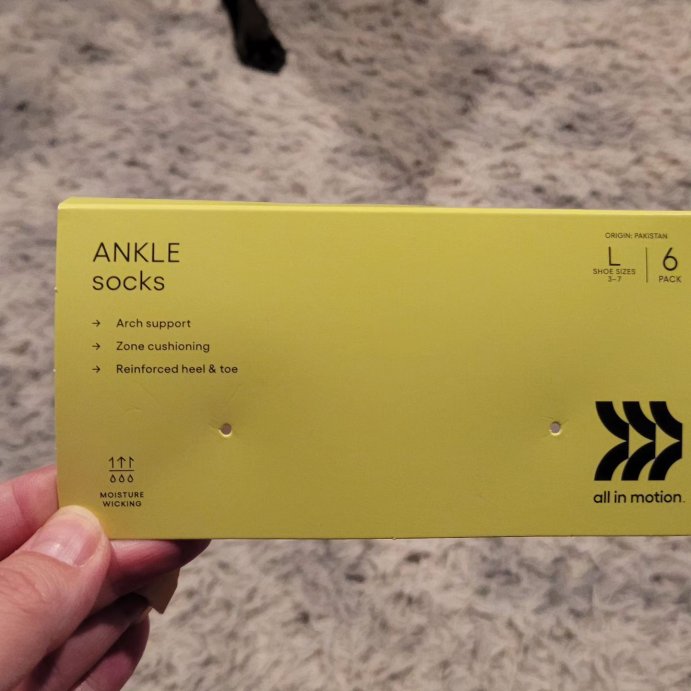 ANKLE
socks
→ Arch support
→ Zone cushioning
→ Reinforced heel & toe
MOISTURE
WICKING
ORIGIN: PAKISTAN
L
SHOE SIZES
3–7
6
PACK
all in motion.